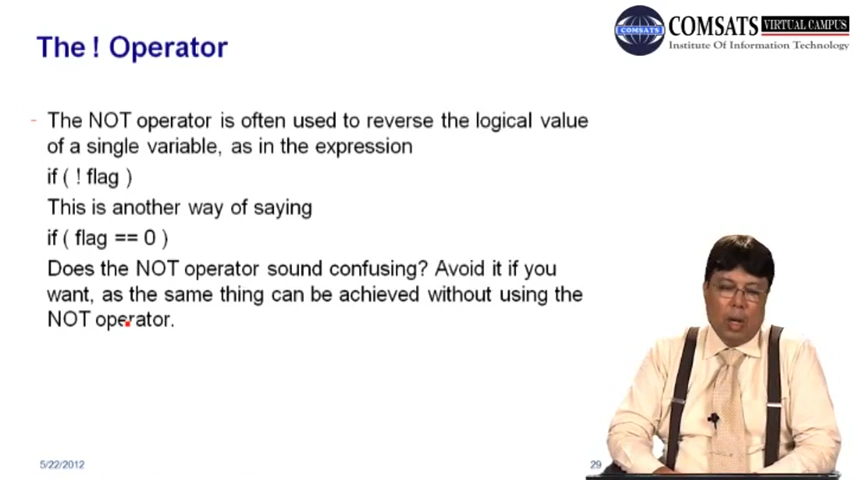 The ! Operator
COMSATS
COMSATS VIRTUAL CAMPUS
Institute Of Information Technology
- The NOT operator is often used to reverse the logical value
of a single variable, as in the expression
if ( ! flag )
This is another way of saying
if ( flag == 0 )
Does the NOT operator sound confusing? Avoid it if you
want, as the same thing can be achieved without using the
NOT operator.
5/22/2012
29